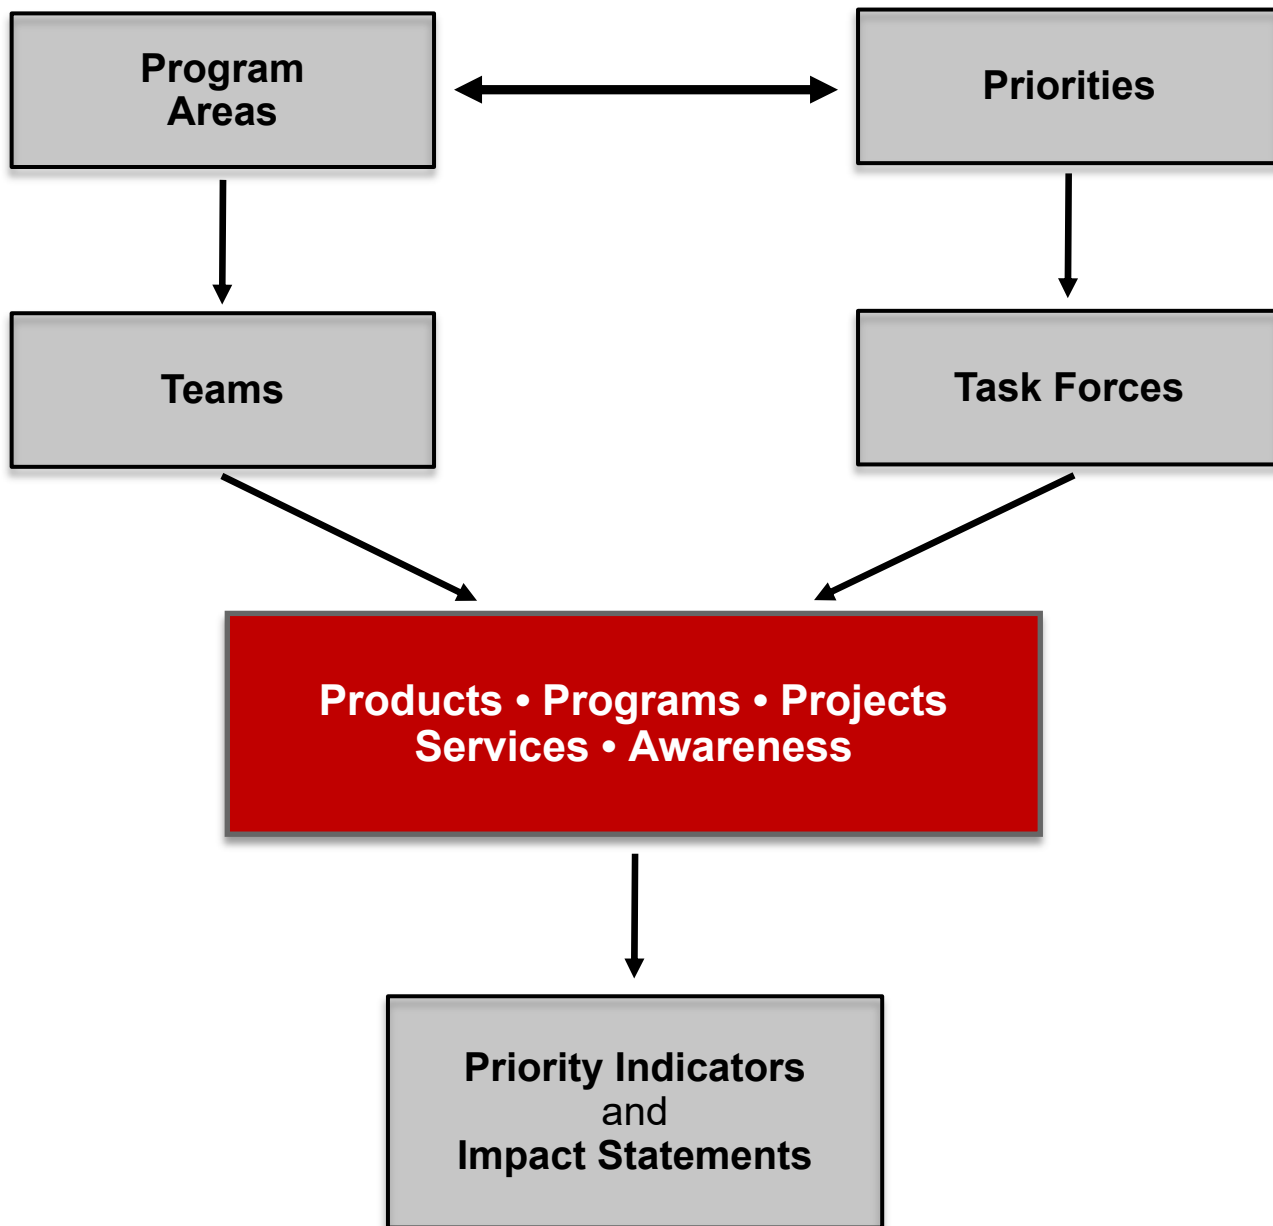 Program
Areas
Priorities
Teams
Task Forces
Products • Programs • Projects
Services • Awareness
Priority Indicators
and
Impact Statements